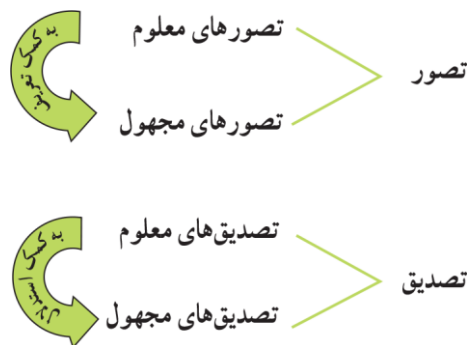 تصور
تصورهای معلوم
به کمک تعریف
تصورهای مجهول
تصدیق
تصدیق‌های معلوم
به کمک استدلال
تصدیق‌های مجهول